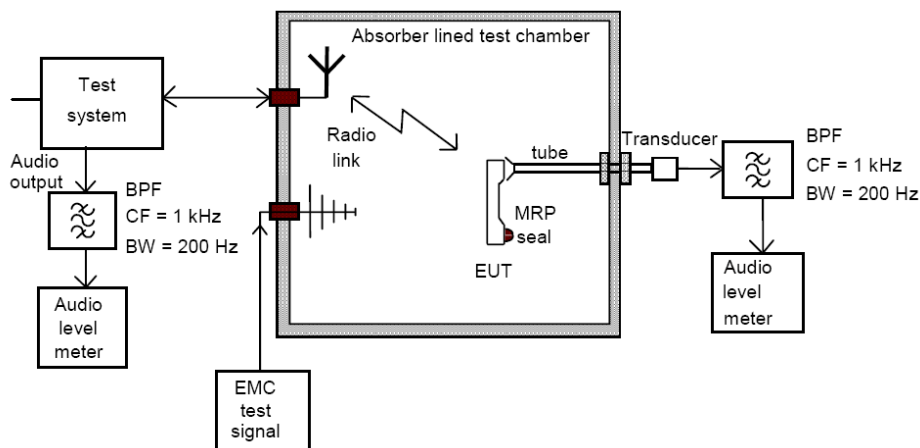 Absorber lined test chamber
Test
system
Radio
link
Audio
output
BPF
CF = 1 kHz
BW = 200 Hz
Audio
level
meter
EMC
test
signal
tube
Transducer
MRP
seal
EUT
BPF
CF = 1 kHz
BW = 200 Hz
Audio
level
meter